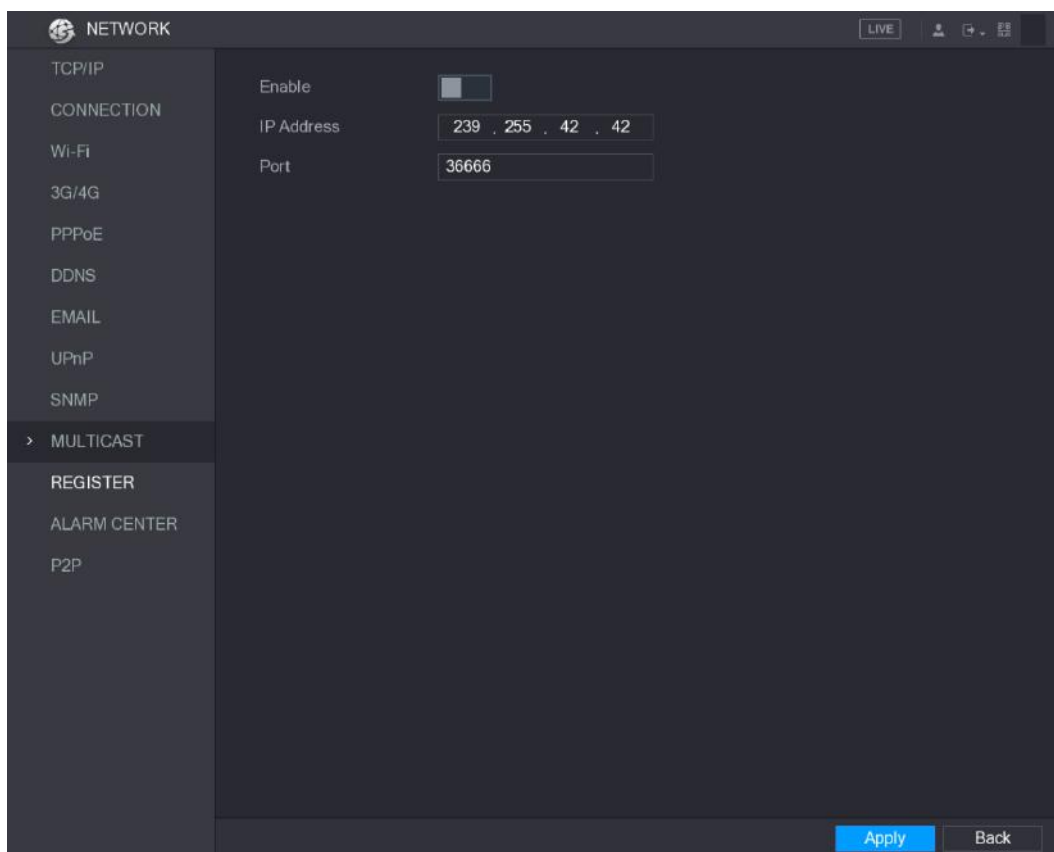 NETWORK
LIVE
TCP/IP
CONNECTION
Wi-Fi
3G/4G
PPPoE
DDNS
EMAIL
UPnP
SNMP
MULTICAST
REGISTER
ALARM CENTER
P2P
Enable
IP Address 239 . 255 . 42 . 42
Port 36666
Apply Back